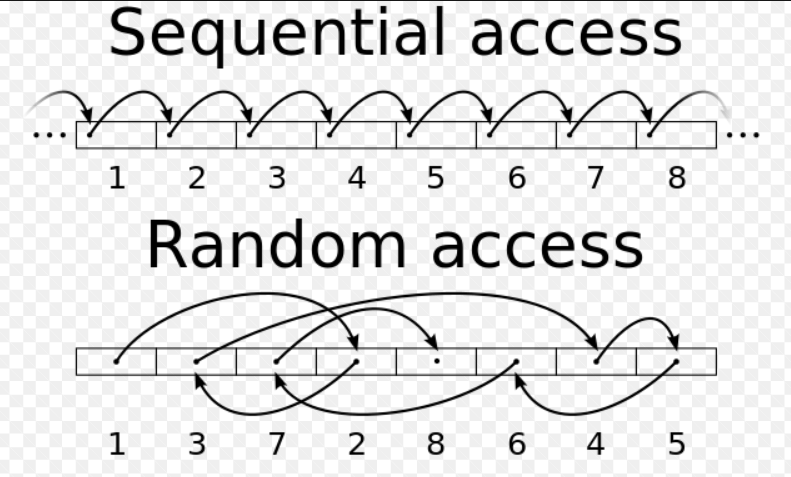 Sequential access
... ...
1 2 3 4 5 6 7 8
Random access
1 3 7 2 8 6 4 5